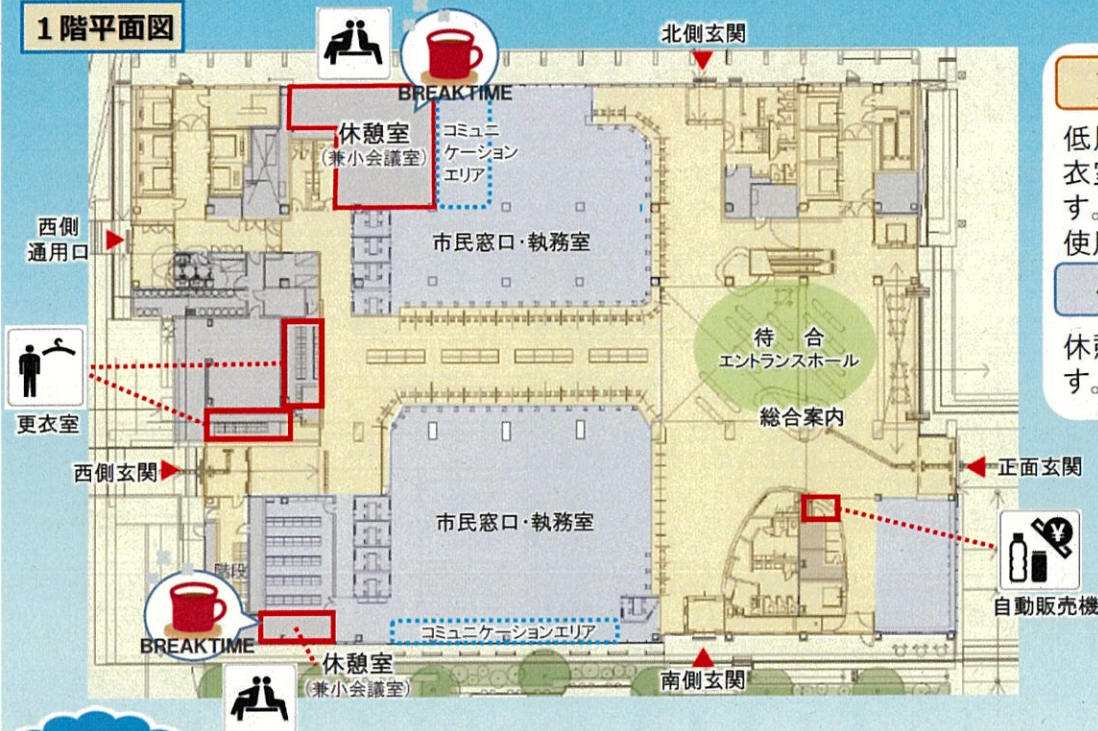 1階平面図
BREAKTIME
北側玄関
休憩室
(兼小会議室)
コミュニ
ケーション
エリア
西側
通用口
市民窓口・執務室
待 合
エントランスホール
更衣室
総合案内
西側玄関
正面玄関
市民窓口・執務室
階段
¥
自動販売機
BREAKTIME
コミュニケーションエリア
休憩室
(兼小会議室)
南側玄関
衣室
す。
使用
休憩
す。